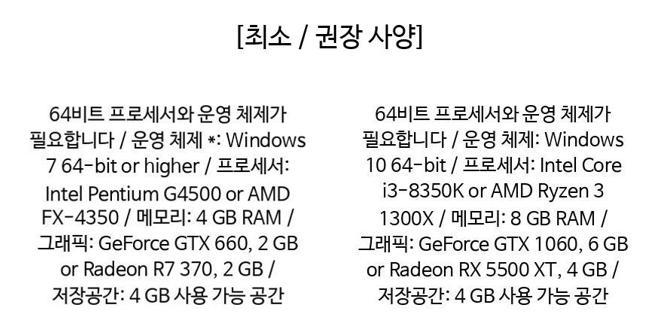 [최소 / 권장 사양]
64비트 프로세서와 운영 체제가
필요합니다 / 운영 체제 *: Windows
7 64-bit or higher / 프로세서:
Intel Pentium G4500 or AMD
FX-4350 / 메모리: 4 GB RAM /
그래픽: GeForce GTX 660, 2 GB
or Radeon R7 370, 2 GB /
저장공간: 4 GB 사용 가능 공간
64비트 프로세서와 운영 체제가
필요합니다 / 운영 체제: Windows
10 64-bit / 프로세서: Intel Core
i3-8350K or AMD Ryzen 3
1300X / 메모리: 8 GB RAM /
그래픽: GeForce GTX 1060, 6 GB
or Radeon RX 5500 XT, 4 GB /
저장공간: 4 GB 사용 가능 공간